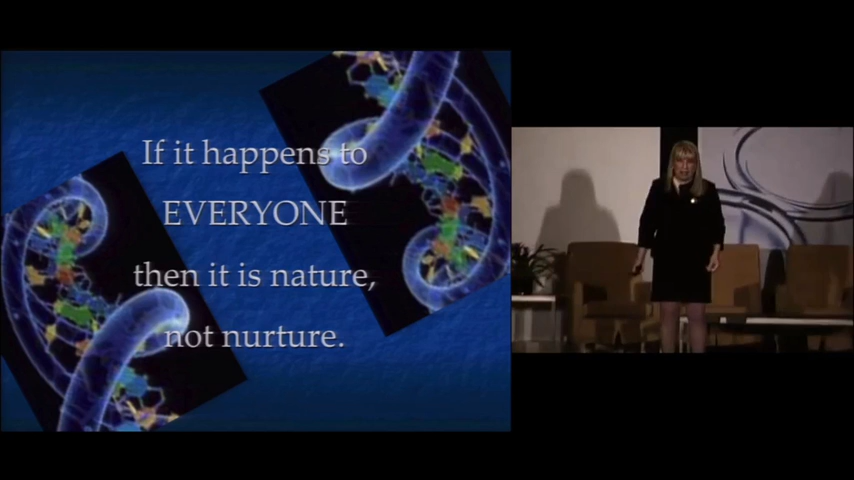 If it happens to
EVERYONE
then it is nature,
not nurture.